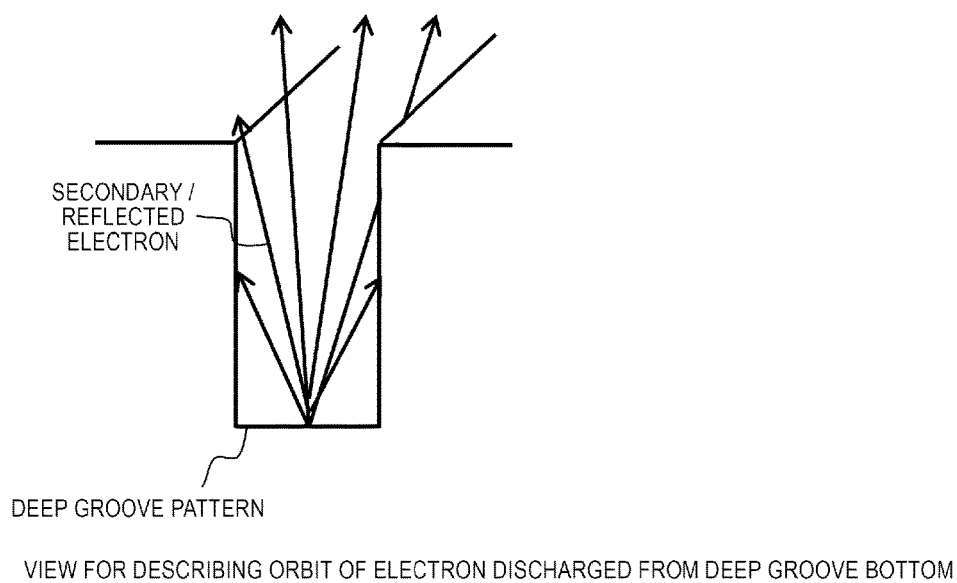 SECONDARY /
REFLECTED
ELECTRON
DEEP GROOVE PATTERN
VIEW FOR DESCRIBING ORBIT OF ELECTRON DISCHARGED FROM DEEP GROOVE BOTTOM